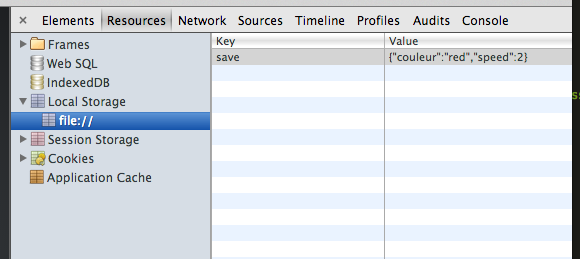 × Elements Resources Network Sources Timeline Profiles Audits Console
Frames
Web SQL
IndexedDB
Local Storage
file://
Session Storage
Cookies
Application Cache
Key Value
save {"couleur":"red","speed":2}